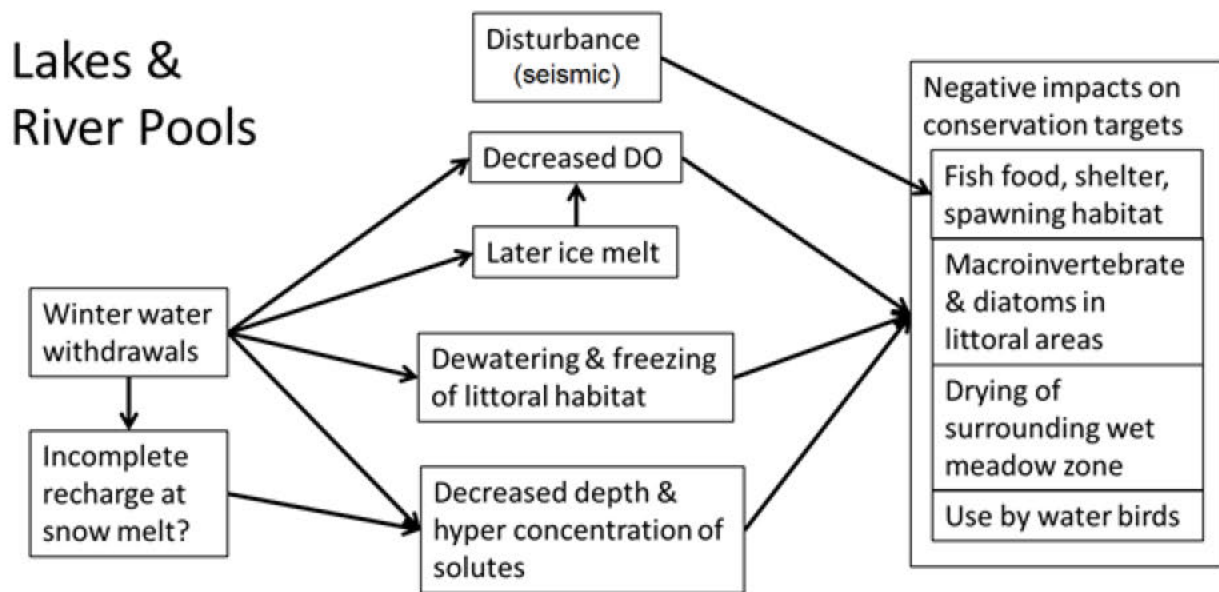 Lakes &
River Pools
Disturbance
(seismic)
Decreased DO
Later ice melt
Winter water
withdrawals
Dewatering & freezing
of littoral habitat
Incomplete
recharge at
snow melt?
Decreased depth &
hyper concentration of
solutes
Negative impacts on
conservation targets
Fish food, shelter,
spawning habitat
Macroinvertebrate
& diatoms in
littoral areas
Drying of
surrounding wet
meadow zone
Use by water birds